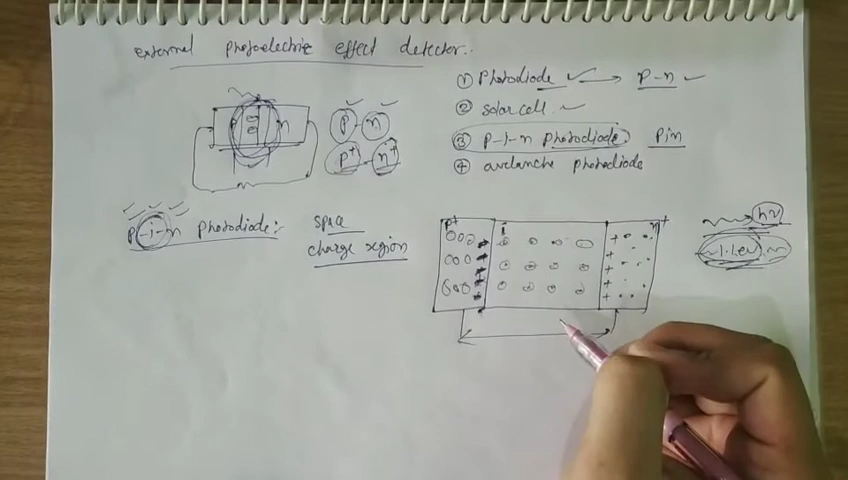 external photoelectric effect detector..
① Photodiode ✓ → P-n ✓
② solar cell
③ P-i-n photodiode Pin
④ avalanche photodiode
n
p n
p+ n+
p-i-n photodiode:-
charge region
p+ i n+
hν